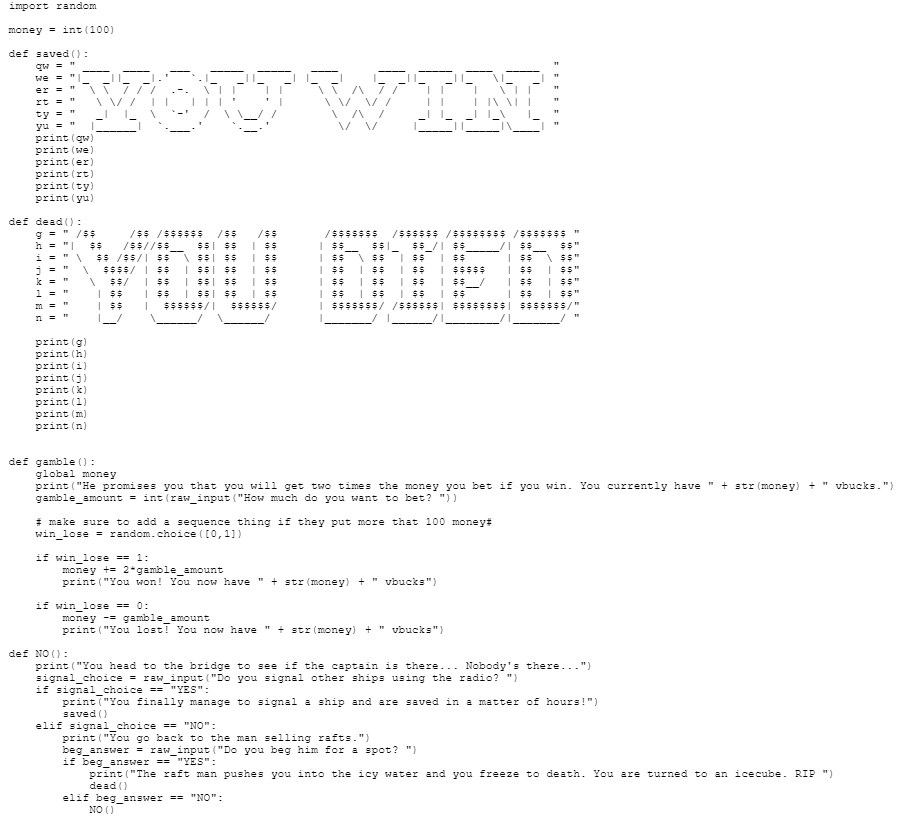 import random

money = int(100)

def saved():
    qw = " ____  ____   ___   _____  _____   ____      ____  _____  ____  _____  "
    we = "|_  _||_  _|.'   `.|_   _||_   _| |_  _|    |_  _||_   _||_   \|_   _| "
    er = "  \ \  / / /  .-.  \ | |    | |     \ \  /\  / /    | |    |   \ | |   "
    rt = "   \ \/ /  | |   | | | '    ' |      \ \/  \/ /     | |    | |\ \| |   "
    ty = "   _|  |_  \  `-'  /  \ \__/ /        \  /\  /     _| |_  _| |_\   |_  "
    yu = "  |______|  `.___.'    `.__.'          \/  \/     |_____||_____|\____| "
    print(qw)
    print(we)
    print(er)
    print(rt)
    print(ty)
    print(yu)

def dead():
    g = " /$$     /$$ /$$$$$$  /$$   /$$       /$$$$$$$  /$$$$$$ /$$$$$$$$ /$$$$$$$ "
    h = "|  $$   /$$//$$__  $$| $$  | $$      | $$__  $$|_  $$_/| $$_____/| $$__  $$"
    i = " \  $$ /$$/| $$  \ $$| $$  | $$      | $$  \ $$  | $$  | $$      | $$  \ $$"
    j = "  \  $$$$/ | $$  | $$| $$  | $$      | $$  | $$  | $$  | $$$$$   | $$  | $$"
    k = "   \  $$/  | $$  | $$| $$  | $$      | $$  | $$  | $$  | $$__/   | $$  | $$"
    l = "    | $$   | $$  | $$| $$  | $$      | $$  | $$  | $$  | $$      | $$  | $$"
    m = "    | $$   |  $$$$$$/|  $$$$$$/      | $$$$$$$/ /$$$$$$| $$$$$$$$| $$$$$$$/"
    n = "    |__/    \______/  \______/       |_______/ |______/|________/|_______/ "

    print(g)
    print(h)
    print(i)
    print(j)
    print(k)
    print(l)
    print(m)
    print(n)


def gamble():
    global money
    print("He promises you that you will get two times the money you bet if you win. You currently have " + str(money) + " vbucks.")
    gamble_amount = int(raw_input("How much do you want to bet? "))

    # make sure to add a sequence thing if they put more that 100 money#
    win_lose = random.choice([0,1])

    if win_lose == 1:
        money += 2*gamble_amount
        print("You won! You now have " + str(money) + " vbucks")

    if win_lose == 0:
        money -= gamble_amount
        print("You lost! You now have " + str(money) + " vbucks")

def NO():
    print("You head to the bridge to see if the captain is there... Nobody's there...")
    signal_choice = raw_input("Do you signal other ships using the radio? ")
    if signal_choice == "YES":
        print("You finally manage to signal a ship and are saved in a matter of hours!")
        saved()
    elif signal_choice == "NO":
        print("You go back to the man selling rafts.")
        beg_answer = raw_input("Do you beg him for a spot? ")
        if beg_answer == "YES":
            print("The raft man pushes you into the icy water and you freeze to death. You are turned to an icecube. RIP ")
            dead()
        elif beg_answer == "NO":
            NO()